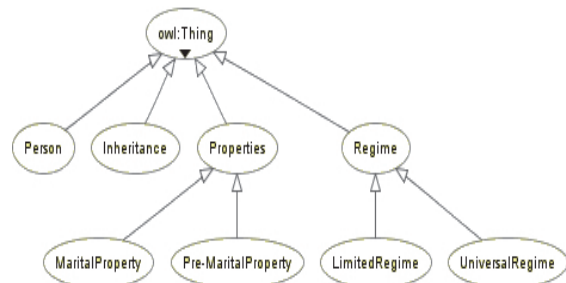 owl:Thing
Person
Inheritance
Properties
Regime
MaritalProperty
Pre-MaritalProperty
LimitedRegime
UniversalRegime